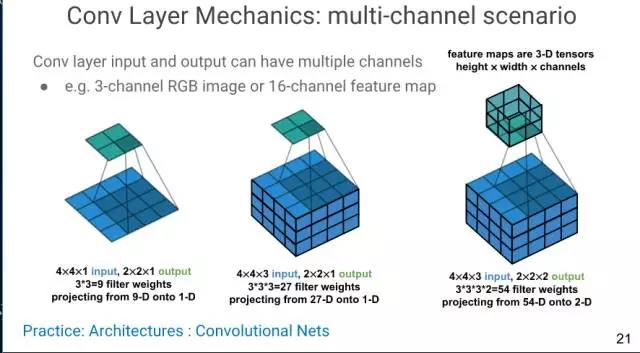 Conv Layer Mechanics: multi-channel scenario
Conv layer input and output can have multiple channels
● e.g. 3-channel RGB image or 16-channel feature map
feature maps are 3-D tensors
height × width × channels
4×4×1 input, 2×2×1 output
3*3=9 filter weights
projecting from 9-D onto 1-D
4×4×3 input, 2×2×1 output
3*3*3=27 filter weights
projecting from 27-D onto 1-D
4×4×3 input, 2×2×2 output
3*3*3*2=54 filter weights
projecting from 54-D onto 2-D
Practice: Architectures : Convolutional Nets
21